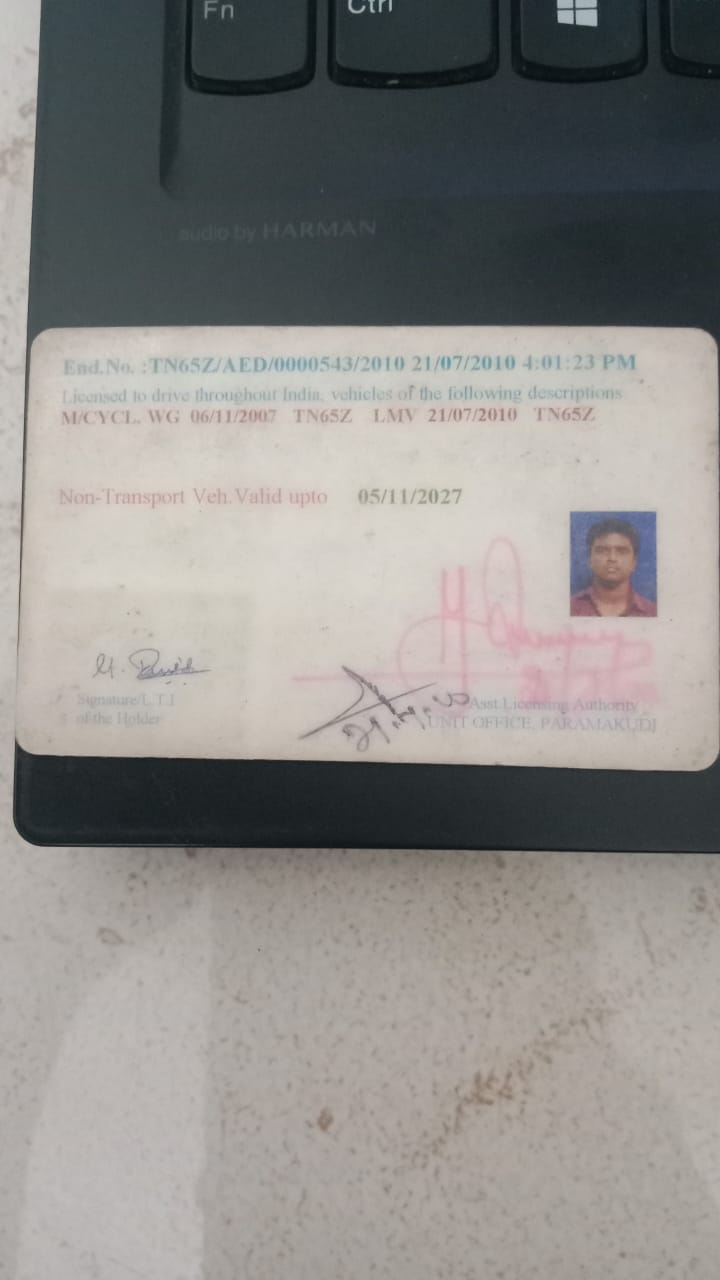 Fn Ctrl
audio by HARMAN
End.No. :TN65Z/AED/0000543/2010 21/07/2010 4:01:23 PM
Licensed to drive throughout India, vehicles of the following descriptions
M/CYCL. WG 06/11/2007 TN65Z LMV 21/07/2010 TN65Z
Non-Transport Veh.Valid upto 05/11/2027
Signature/L.T.I
of the Holder
Asst.Licensing Authority
UNIT OFFICE, PARAMAKUDI